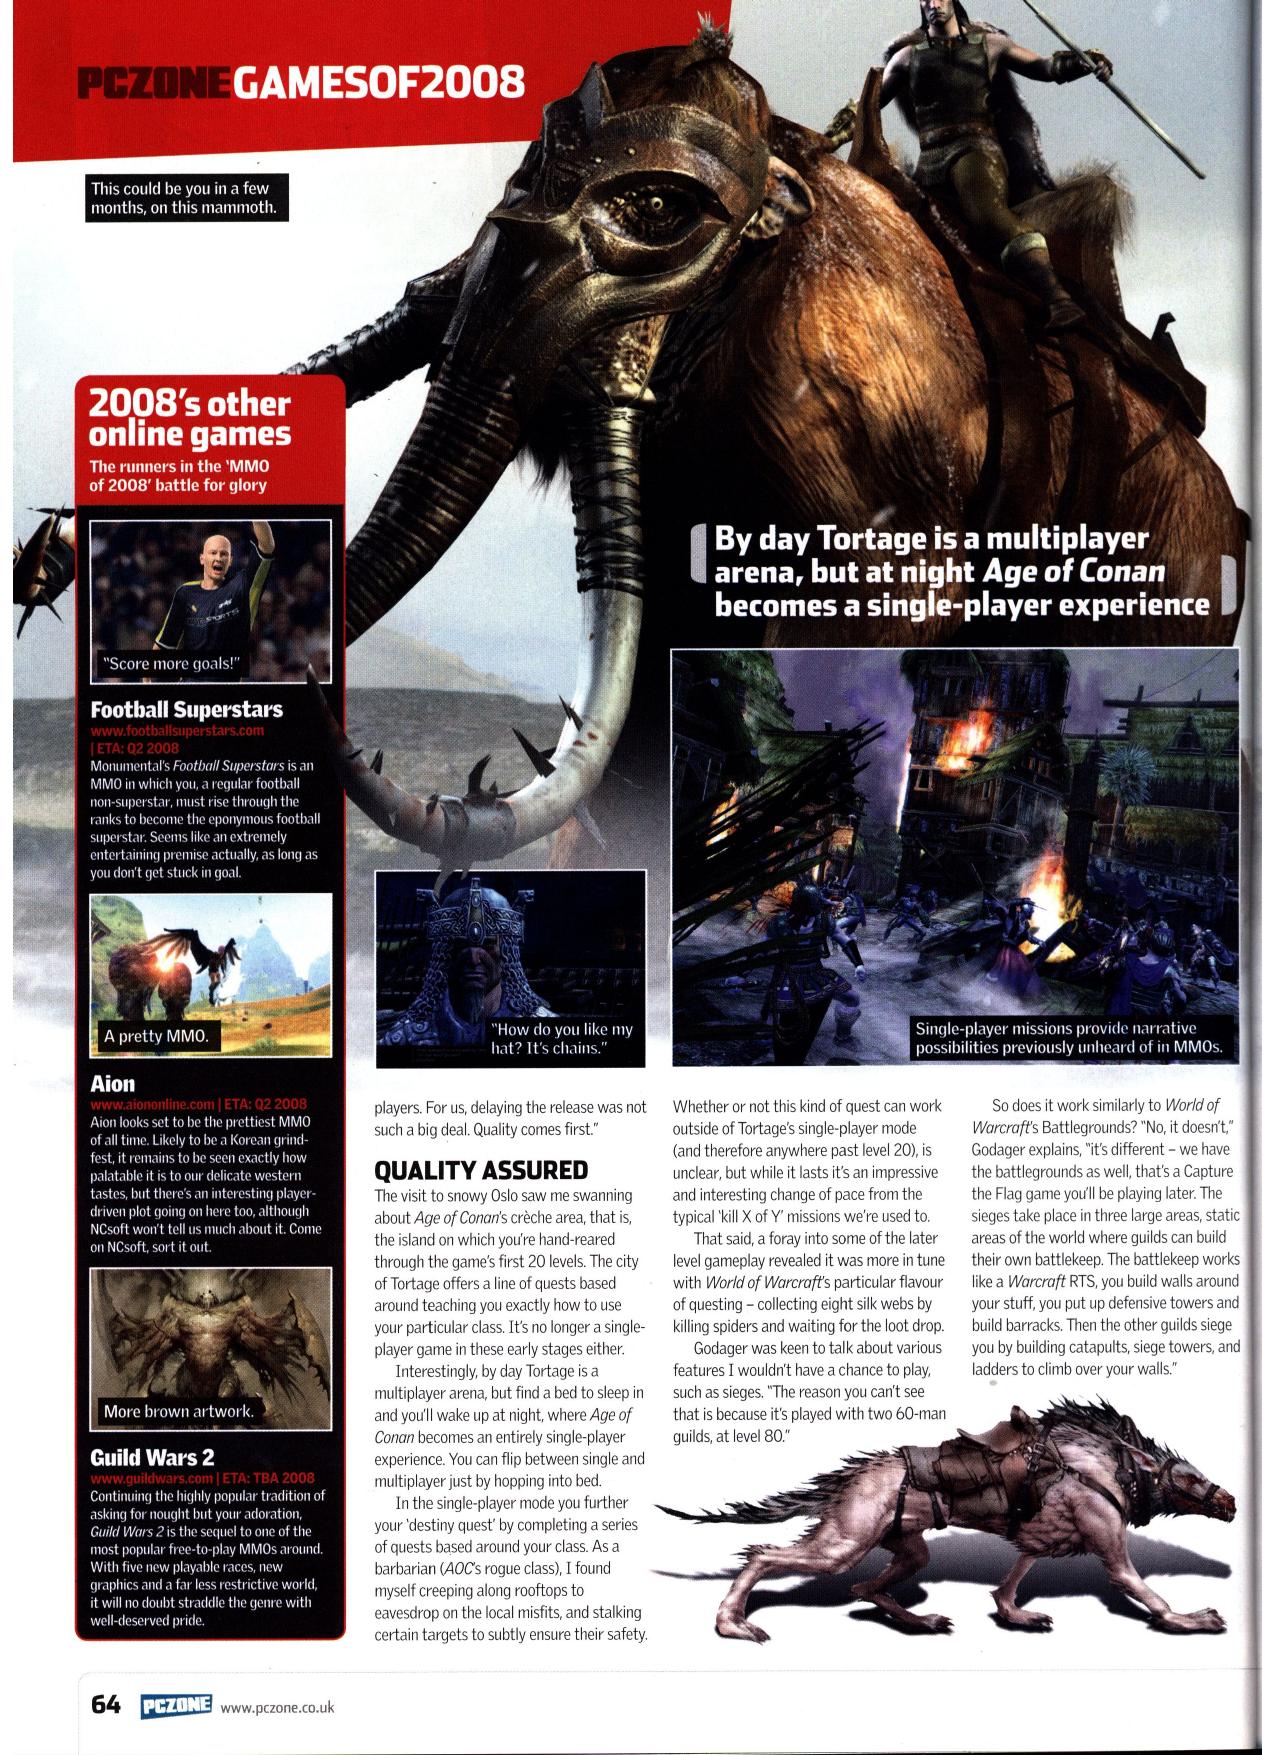 PCZONEGAMESOF2008
This could be you in a few
months, on this mammoth.
2008's other
online games
The runners in the 'MMO
of 2008' battle for glory
"Score more goals!"
Football Superstars
www.footballsuperstars.com
| ETA: Q2 2008
Monumental's Football Superstars is an
MMO in which you, a regular football
non-superstar, must rise through the
ranks to become the eponymous football
superstar. Seems like an extremely
entertaining premise actually, as long as
you don't get stuck in goal.
A pretty MMO.
Aion
www.aiononline.com | ETA: Q2 2008
Aion looks set to be the prettiest MMO
of all time. Likely to be a Korean grind-
fest, it remains to be seen exactly how
palatable it is to our delicate western
tastes, but there's an interesting player-
driven plot going on here too, although
NCsoft won't tell us much about it. Come
on NCsoft, sort it out.
More brown artwork.
Guild Wars 2
www.guildwars.com | ETA: TBA 2008
Continuing the highly popular tradition of
asking for nought but your adoration,
Guild Wars 2 is the sequel to one of the
most popular free-to-play MMOs around.
With five new playable races, new
graphics and a far less restrictive world,
it will no doubt straddle the genre with
well-deserved pride.
By day Tortage is a multiplayer
arena, but at night Age of Conan
becomes a single-player experience
"How do you like my
hat? It's chains."
Single-player missions provide narrative
possibilities previously unheard of in MMOs.
players. For us, delaying the release was not
such a big deal. Quality comes first."
QUALITY ASSURED
The visit to snowy Oslo saw me swanning
about Age of Conan's crèche area, that is,
the island on which you're hand-reared
through the game's first 20 levels. The city
of Tortage offers a line of quests based
around teaching you exactly how to use
your particular class. It's no longer a single-
player game in these early stages either.
Interestingly, by day Tortage is a
multiplayer arena, but find a bed to sleep in
and you'll wake up at night, where Age of
Conan becomes an entirely single-player
experience. You can flip between single and
multiplayer just by hopping into bed.
In the single-player mode you further
your 'destiny quest' by completing a series
of quests based around your class. As a
barbarian (AOC's rogue class), I found
myself creeping along rooftops to
eavesdrop on the local misfits, and stalking
certain targets to subtly ensure their safety.
Whether or not this kind of quest can work
outside of Tortage's single-player mode
(and therefore anywhere past level 20), is
unclear, but while it lasts it's an impressive
and interesting change of pace from the
typical 'kill X of Y' missions we're used to.
That said, a foray into some of the later
level gameplay revealed it was more in tune
with World of Warcraft's particular flavour
of questing – collecting eight silk webs by
killing spiders and waiting for the loot drop.
Godager was keen to talk about various
features I wouldn't have a chance to play,
such as sieges. "The reason you can't see
that is because it's played with two 60-man
guilds, at level 80."
So does it work similarly to World of
Warcraft's Battlegrounds? "No, it doesn't,"
Godager explains, "it's different – we have
the battlegrounds as well, that's a Capture
the Flag game you'll be playing later. The
sieges take place in three large areas, static
areas of the world where guilds can build
their own battlekeep. The battlekeep works
like a Warcraft RTS, you build walls around
your stuff, you put up defensive towers and
build barracks. Then the other guilds siege
you by building catapults, siege towers, and
ladders to climb over your walls."
64 PCZONE www.pczone.co.uk